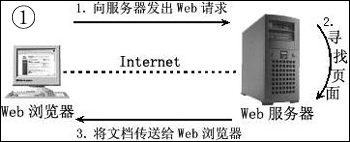 ①
1. 向服务器发出 Web 请求
2.
寻
找
页
面
Internet
Web 浏览器
Web 服务器
3. 将文档传送给 Web 浏览器